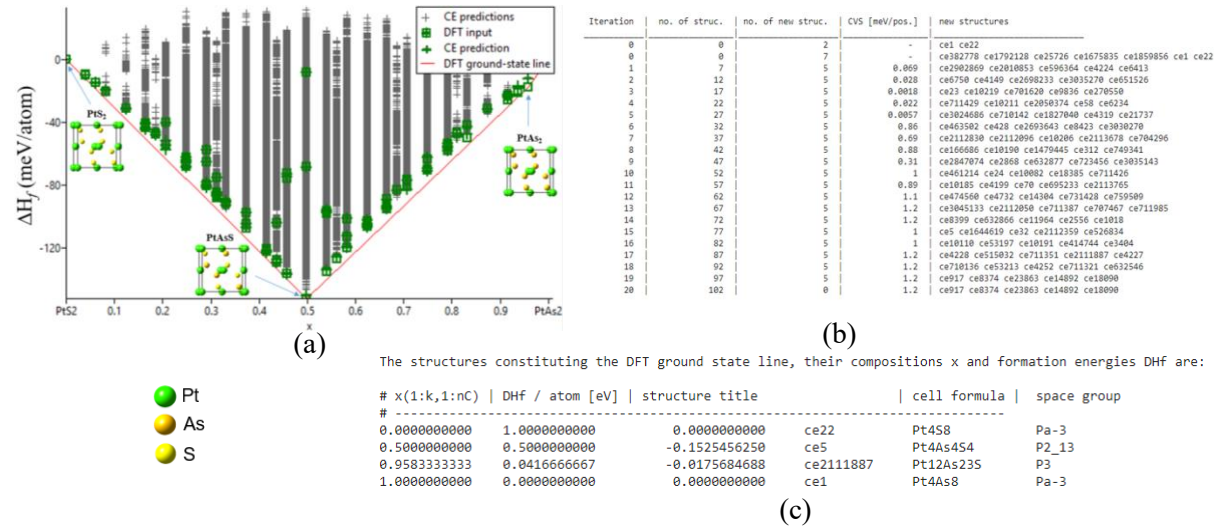 + CE predictions
DFT input
+ CE prediction
DFT ground-state line
ΔHf (meV/atom)
0
-40
-80
-120
PtS2
PtAsS
PtAs2
PtS2 0.1 0.2 0.3 0.4 0.5 0.6 0.7 0.8 0.9 PtAs2
x
(a)
Iteration | no. of struc. | no. of new struc. | CVS [meV/pos.] | new structures
0 | 0 | 2 | - | ce1 ce22
0 | 0 | 7 | - | ce382778 ce1792128 ce25726 ce1675835 ce1859856 ce1 ce22
1 | 7 | 5 | 0.069 | ce2902869 ce2010853 ce596364 ce4224 ce6413
2 | 12 | 5 | 0.028 | ce6750 ce4149 ce2698233 ce3035270 ce651526
3 | 17 | 5 | 0.0018 | ce23 ce10219 ce701620 ce9836 ce270550
4 | 22 | 5 | 0.022 | ce711429 ce10211 ce2050374 ce58 ce6234
5 | 27 | 5 | 0.0057 | ce3024686 ce710142 ce1827040 ce4319 ce21737
6 | 32 | 5 | 0.86 | ce463502 ce428 ce2693643 ce8423 ce3030270
7 | 37 | 5 | 0.69 | ce2112830 ce2112096 ce10206 ce2113678 ce704296
8 | 42 | 5 | 0.88 | ce166686 ce10190 ce1479445 ce312 ce749341
9 | 47 | 5 | 0.31 | ce2847074 ce2868 ce632877 ce723456 ce3035143
10 | 52 | 5 | 1 | ce461214 ce24 ce10082 ce18385 ce711426
11 | 57 | 5 | 0.89 | ce10185 ce4199 ce70 ce695233 ce2113765
12 | 62 | 5 | 1.1 | ce474560 ce4732 ce14304 ce731428 ce759509
13 | 67 | 5 | 1.2 | ce3045133 ce2112050 ce711387 ce707467 ce711985
14 | 72 | 5 | 1.2 | ce8399 ce632866 ce11964 ce2556 ce1018
15 | 77 | 5 | 1 | ce5 ce1644619 ce32 ce2112359 ce526834
16 | 82 | 5 | 1 | ce10110 ce53197 ce10191 ce414744 ce3404
17 | 87 | 5 | 1.2 | ce4228 ce515032 ce711351 ce2111887 ce4227
18 | 92 | 5 | 1.2 | ce710136 ce53213 ce4252 ce711321 ce632546
19 | 97 | 5 | 1.2 | ce917 ce8374 ce23863 ce14892 ce18090
20 | 102 | 0 | 1.2 | ce917 ce8374 ce23863 ce14892 ce18090
(b)
Pt
As
S
The structures constituting the DFT ground state line, their compositions x and formation energies DHf are:
# x(1:k,1:nC) | DHf / atom [eV] | structure title | cell formula | space group
# ----------------------------------------------------------------------------------
0.0000000000 1.0000000000 0.0000000000 ce22 Pt4S8 Pa-3
0.5000000000 0.5000000000 -0.1525456250 ce5 Pt4As4S4 P2_13
0.9583333333 0.0416666667 -0.0175684688 ce2111887 Pt12As23S P3
1.0000000000 0.0000000000 0.0000000000 ce1 Pt4As8 Pa-3
(c)